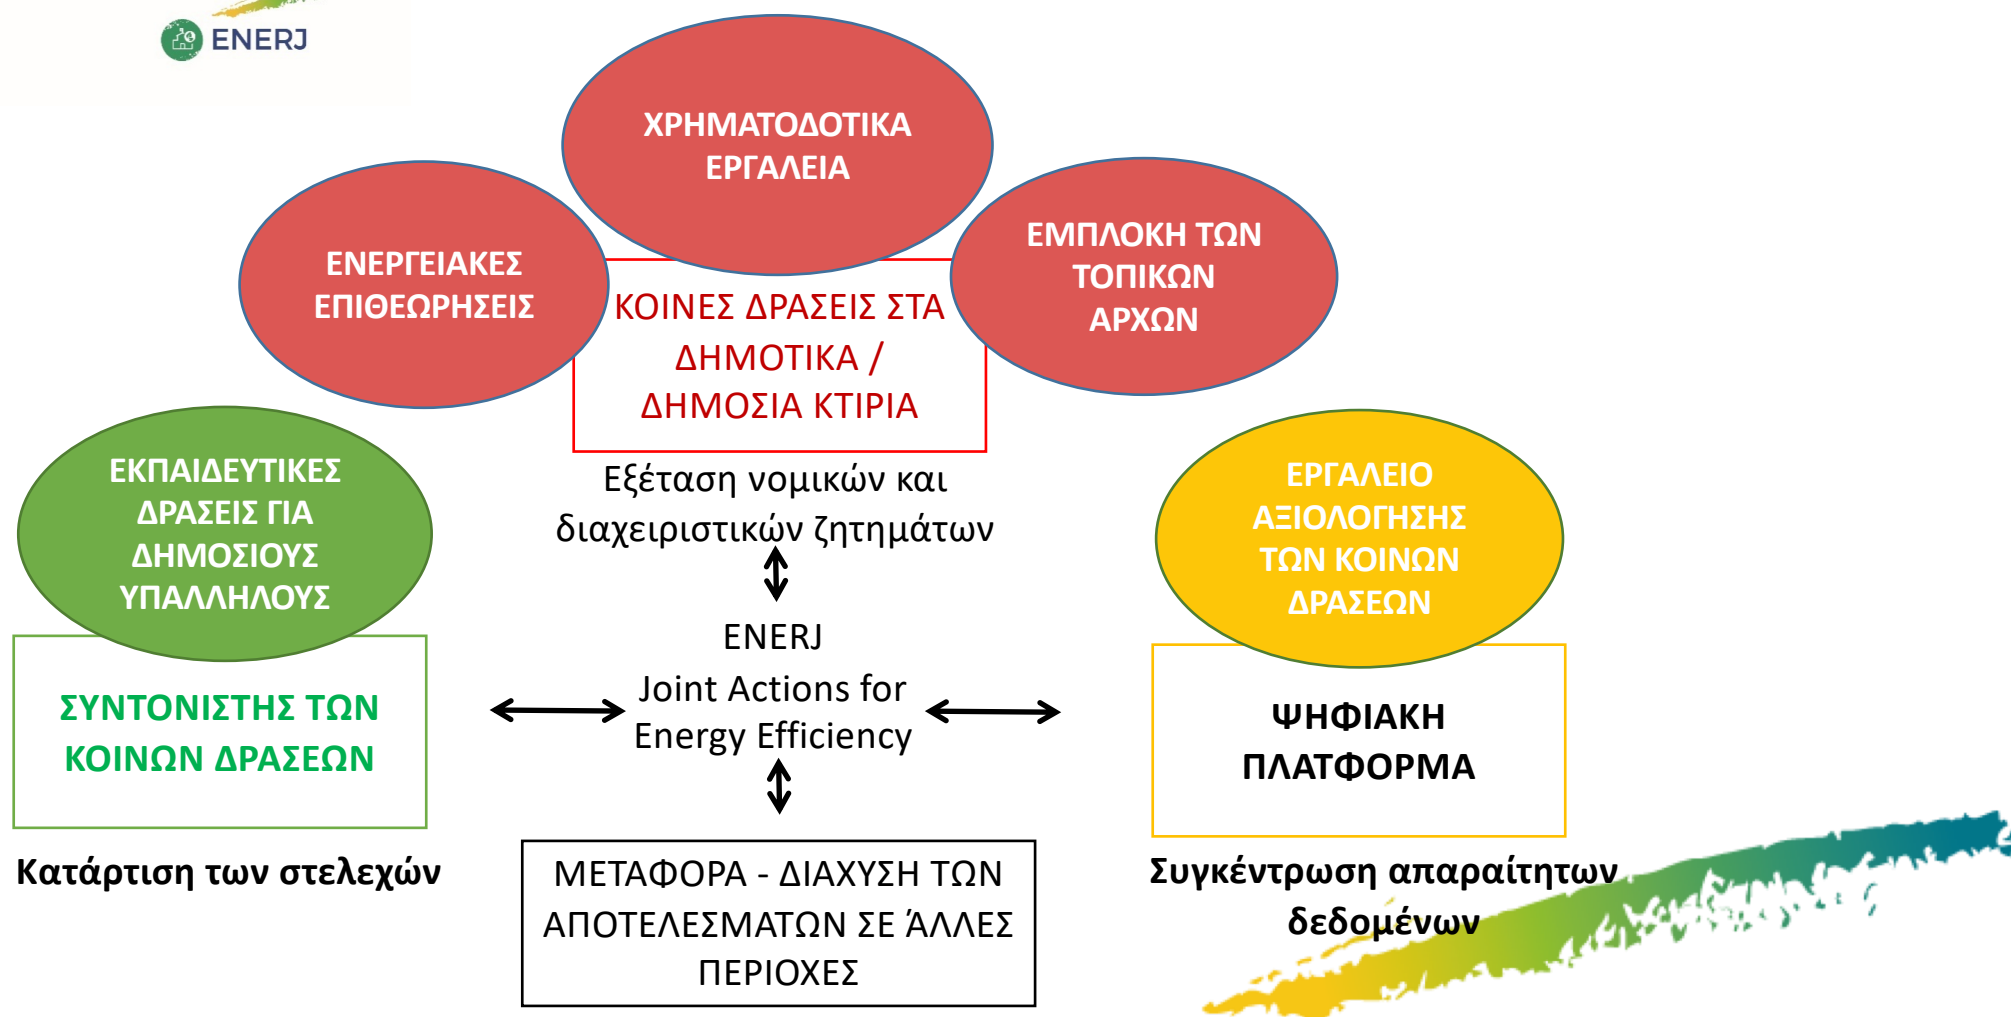 ENERJ
ΧΡΗΜΑΤΟΔΟΤΙΚΑ
ΕΡΓΑΛΕΙΑ
ΕΝΕΡΓΕΙΑΚΕΣ
ΕΠΙΘΕΩΡΗΣΕΙΣ
ΕΜΠΛΟΚΗ ΤΩΝ
ΤΟΠΙΚΩΝ
ΑΡΧΩΝ
ΚΟΙΝΕΣ ΔΡΑΣΕΙΣ ΣΤΑ
ΔΗΜΟΤΙΚΑ /
ΔΗΜΟΣΙΑ ΚΤΙΡΙΑ
Εξέταση νομικών και
διαχειριστικών ζητημάτων
ΕΚΠΑΙΔΕΥΤΙΚΕΣ
ΔΡΑΣΕΙΣ ΓΙΑ
ΔΗΜΟΣΙΟΥΣ
ΥΠΑΛΛΗΛΟΥΣ
ΣΥΝΤΟΝΙΣΤΗΣ ΤΩΝ
ΚΟΙΝΩΝ ΔΡΑΣΕΩΝ
Κατάρτιση των στελεχών
ENERJ
Joint Actions for
Energy Efficiency
ΕΡΓΑΛΕΙΟ
ΑΞΙΟΛΟΓΗΣΗΣ
ΤΩΝ ΚΟΙΝΩΝ
ΔΡΑΣΕΩΝ
ΨΗΦΙΑΚΗ
ΠΛΑΤΦΟΡΜΑ
Συγκέντρωση απαραίτητων
δεδομένων
ΜΕΤΑΦΟΡΑ - ΔΙΑΧΥΣΗ ΤΩΝ
ΑΠΟΤΕΛΕΣΜΑΤΩΝ ΣΕ ΆΛΛΕΣ
ΠΕΡΙΟΧΕΣ